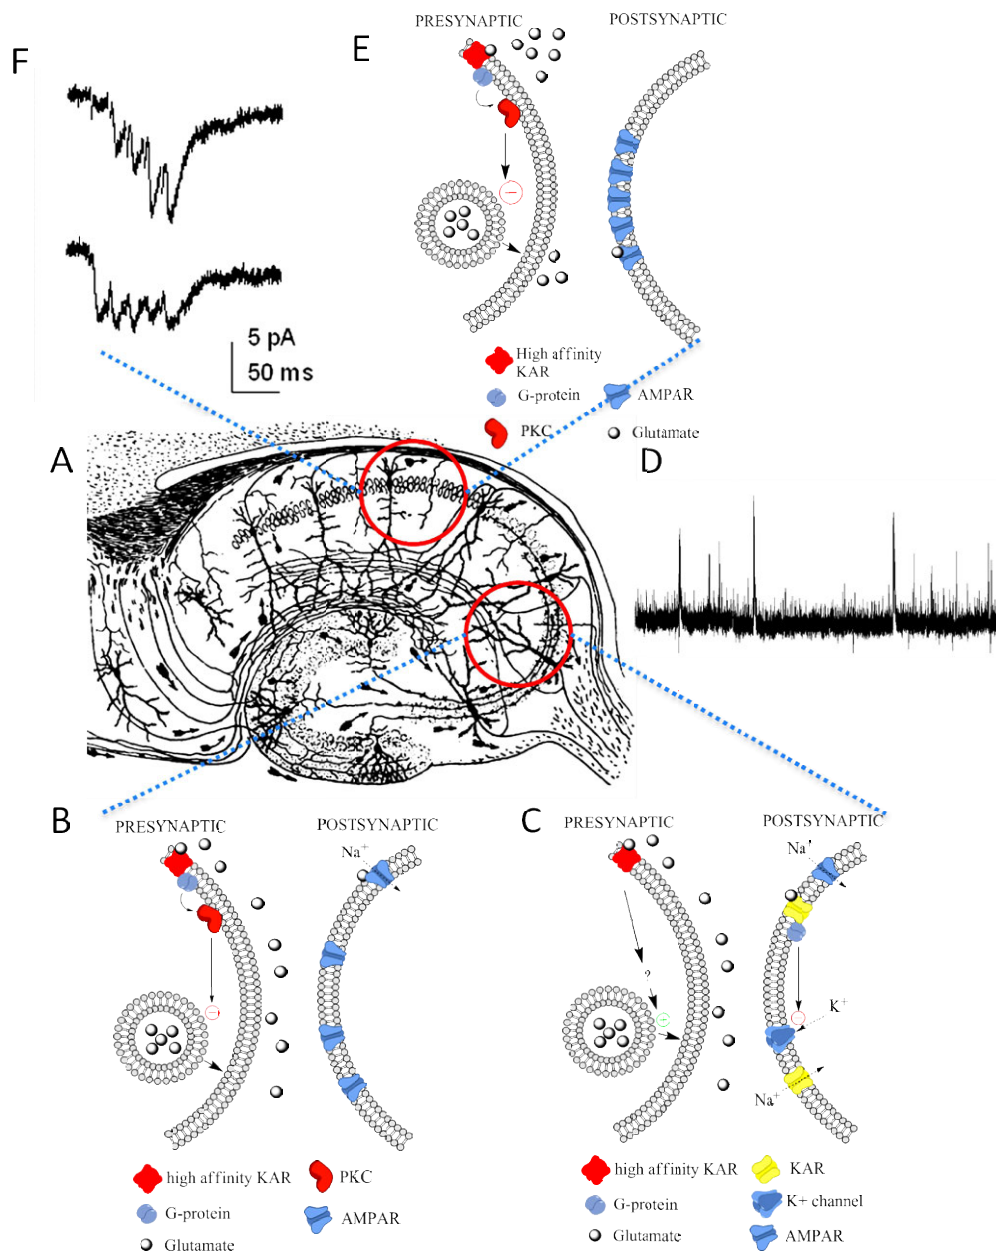 F
E
PRESYNAPTIC
POSTSYNAPTIC
5 pA
50 ms
High affinity
KAR
G-protein
AMPAR
PKC
Glutamate
A
D
B
PRESYNAPTIC
POSTSYNAPTIC
Na+
high affinity KAR
PKC
G-protein
AMPAR
Glutamate
C
PRESYNAPTIC
POSTSYNAPTIC
Na+
?
K+
Na+
high affinity KAR
KAR
G-protein
K+ channel
Glutamate
AMPAR